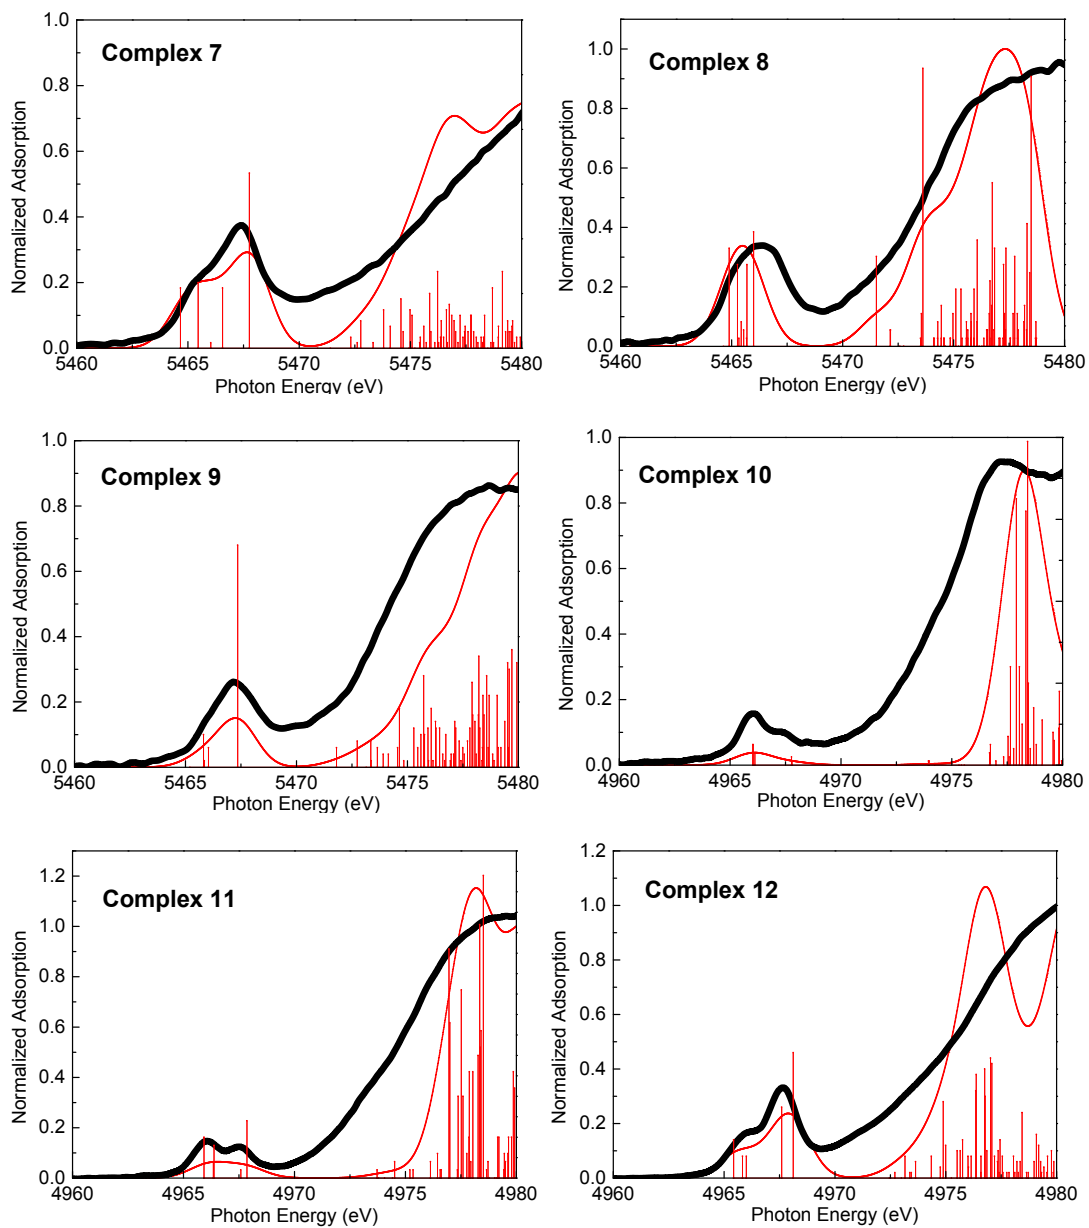 Complex 7
Normalized Adsorption
1.0
0.8
0.6
0.4
0.2
0.0
5460 5465 5470 5475 5480
Photon Energy (eV)
Complex 8
Normalized Adsorption
1.0
0.8
0.6
0.4
0.2
0.0
5460 5465 5470 5475 5480
Photon Energy (eV)
Complex 9
Normalized Adsorption
1.0
0.8
0.6
0.4
0.2
0.0
5460 5465 5470 5475 5480
Photon Energy (eV)
Complex 10
Normalized Adsorption
1.0
0.8
0.6
0.4
0.2
0.0
4960 4965 4970 4975 4980
Photon Energy (eV)
Complex 11
Normalized Adsorption
1.2
1.0
0.8
0.6
0.4
0.2
0.0
4960 4965 4970 4975 4980
Photon Energy (eV)
Complex 12
Normalized Adsorption
1.2
1.0
0.8
0.6
0.4
0.2
0.0
4960 4965 4970 4975 4980
Photon Energy (eV)